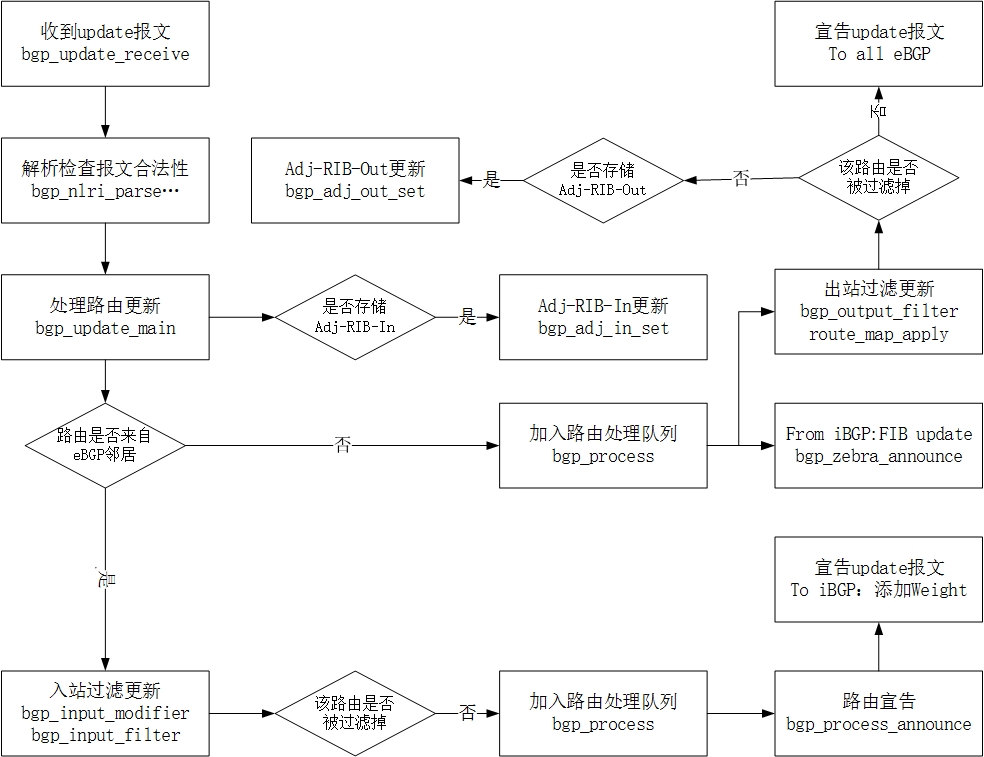 收到update报文
bgp_update_receive
宣告update报文
To all eBGP
否
解析检查报文合法性
bgp_nlri_parse…
Adj-RIB-Out更新
bgp_adj_out_set
是
是否存储
Adj-RIB-Out
否
该路由是否
被过滤掉
处理路由更新
bgp_update_main
是否存储
Adj-RIB-In
是
Adj-RIB-In更新
bgp_adj_in_set
出站过滤更新
bgp_output_filter
route_map_apply
路由是否来自
eBGP邻居
否
加入路由处理队列
bgp_process
From iBGP:FIB update
bgp_zebra_announce
是
宣告update报文
To iBGP：添加Weight
入站过滤更新
bgp_input_modifier
bgp_input_filter
该路由是否
被过滤掉
否
加入路由处理队列
bgp_process
路由宣告
bgp_process_announce